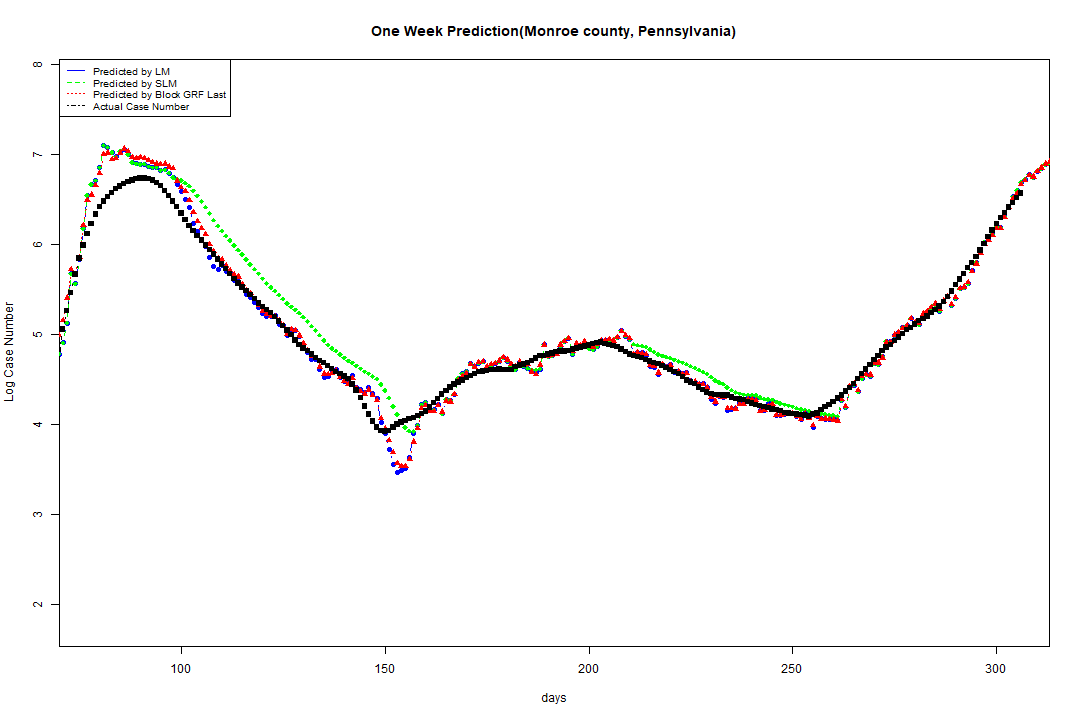 One Week Prediction(Monroe county, Pennsylvania)
Predicted by LM
Predicted by SLM
Predicted by Block GRF Last
Actual Case Number
8
7
6
5
4
3
2
Log Case Number
100 150 200 250 300
days